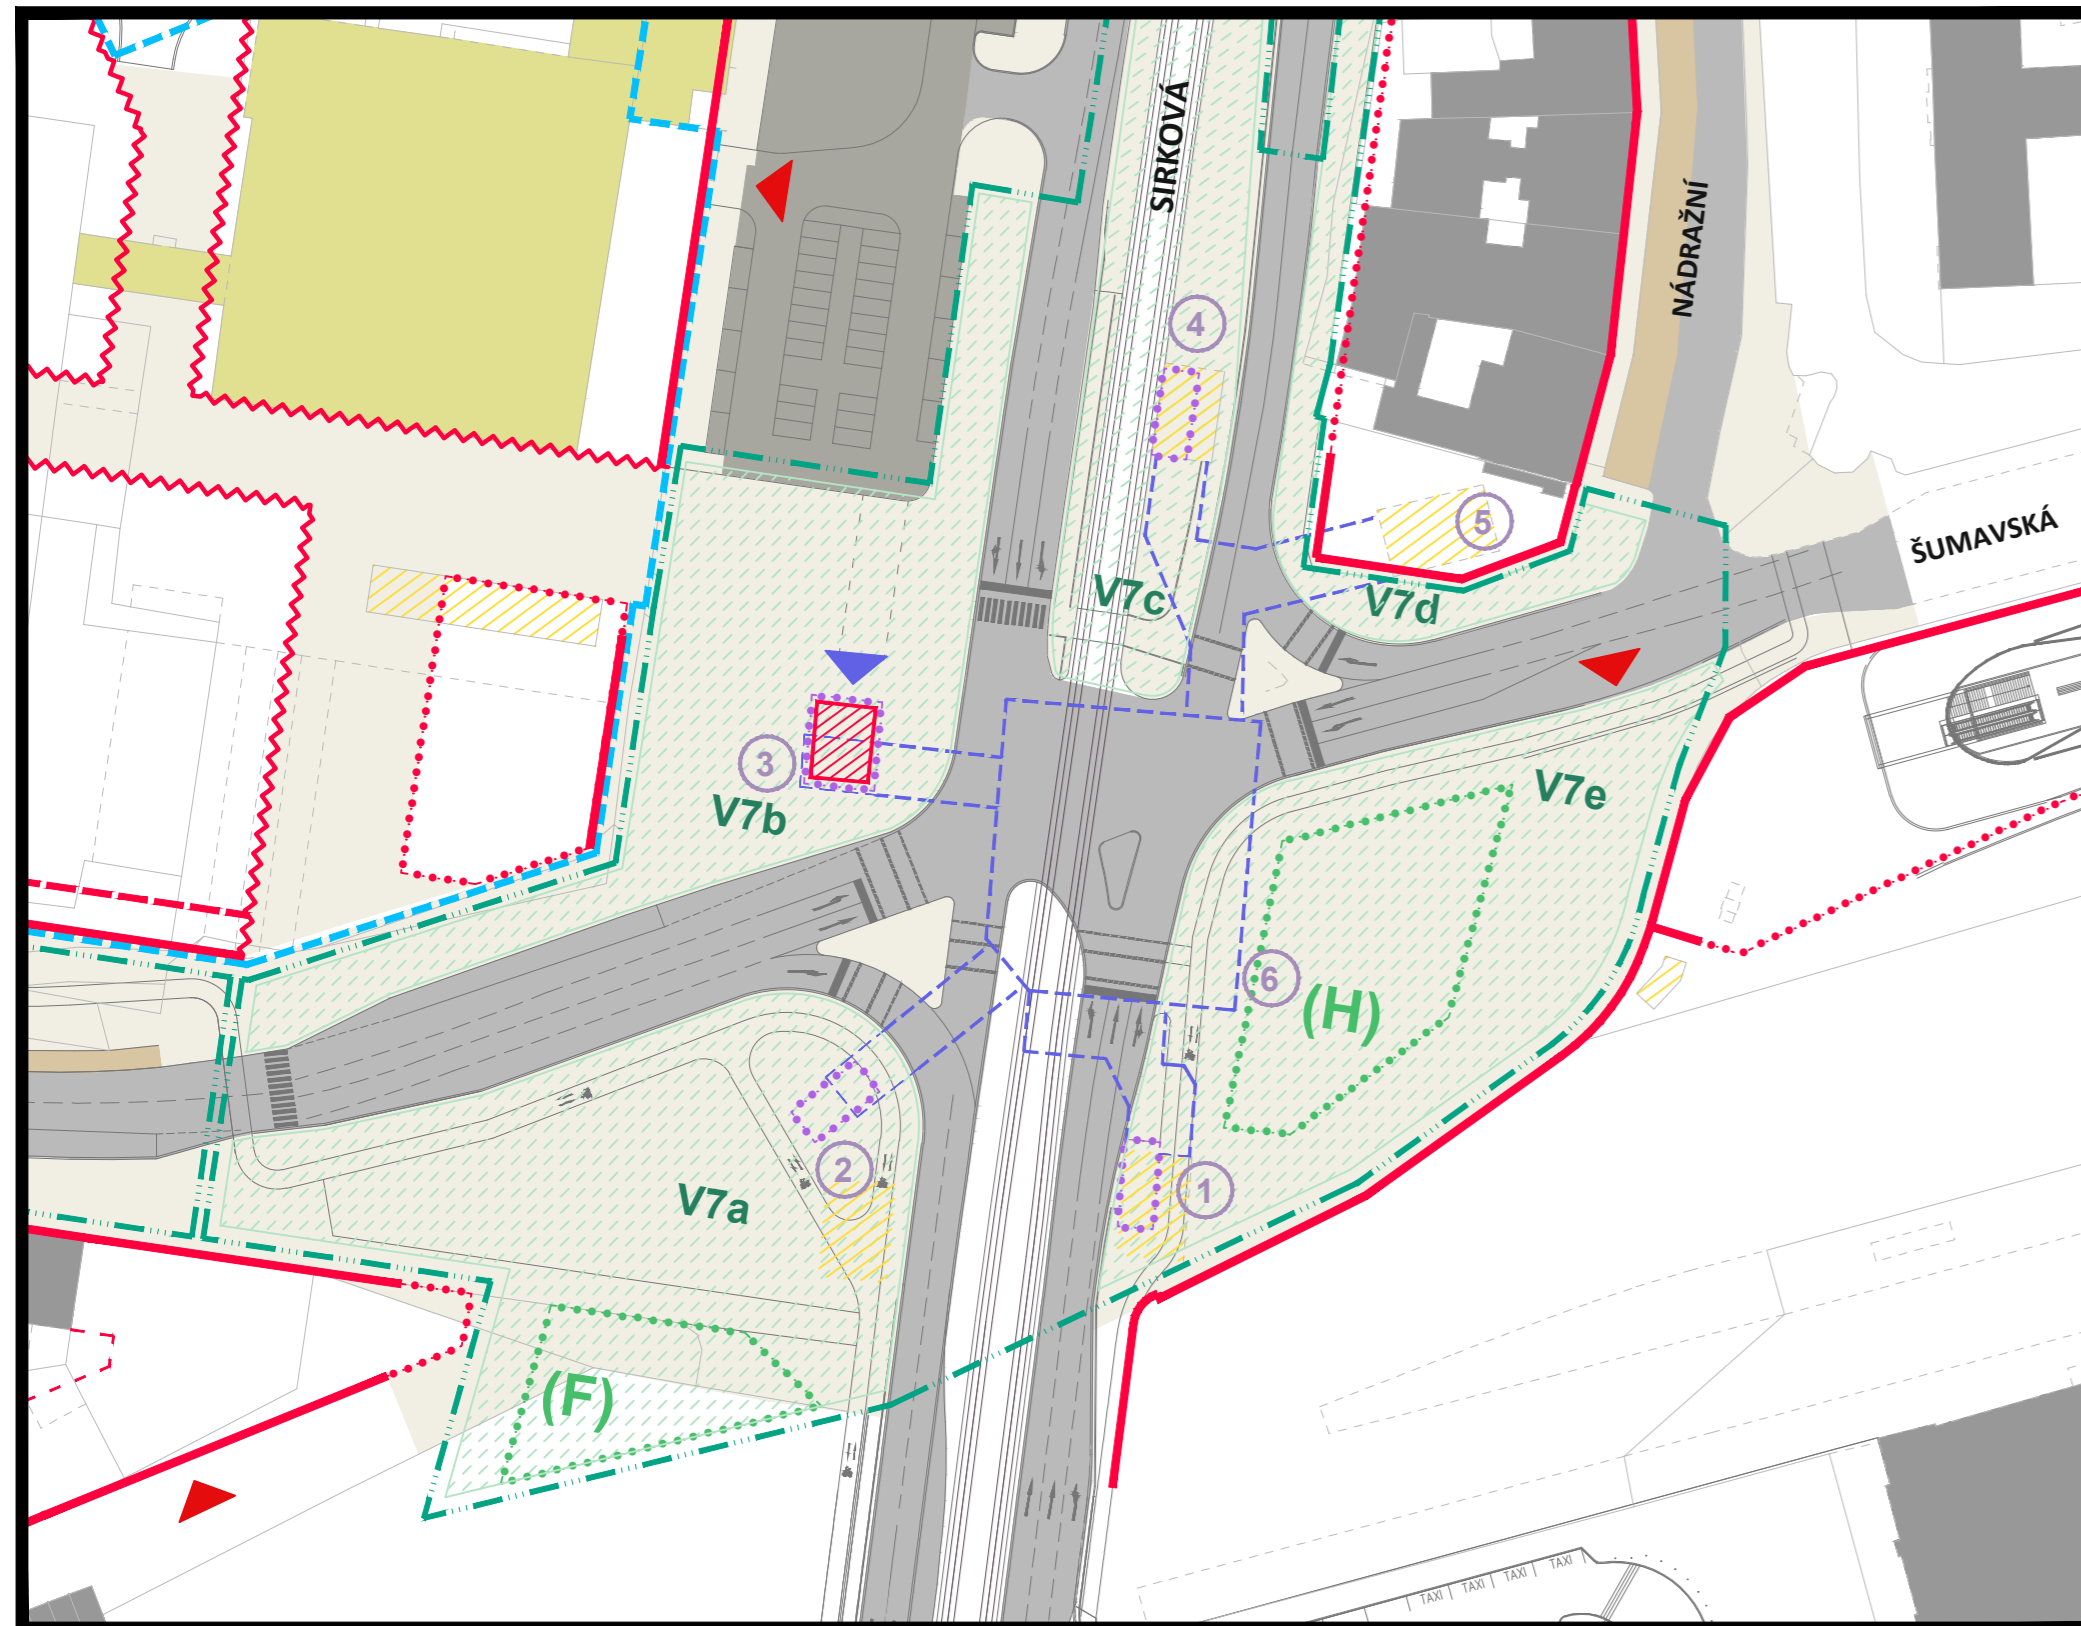 SIRKOVÁ
NÁDRAŽNÍ
4
5
ŠUMAVSKÁ
V7c
V7d
3
V7b
V7e
6
(H)
2
1
V7a
(F)
TAXI
TAXI
TAXI
TAXI